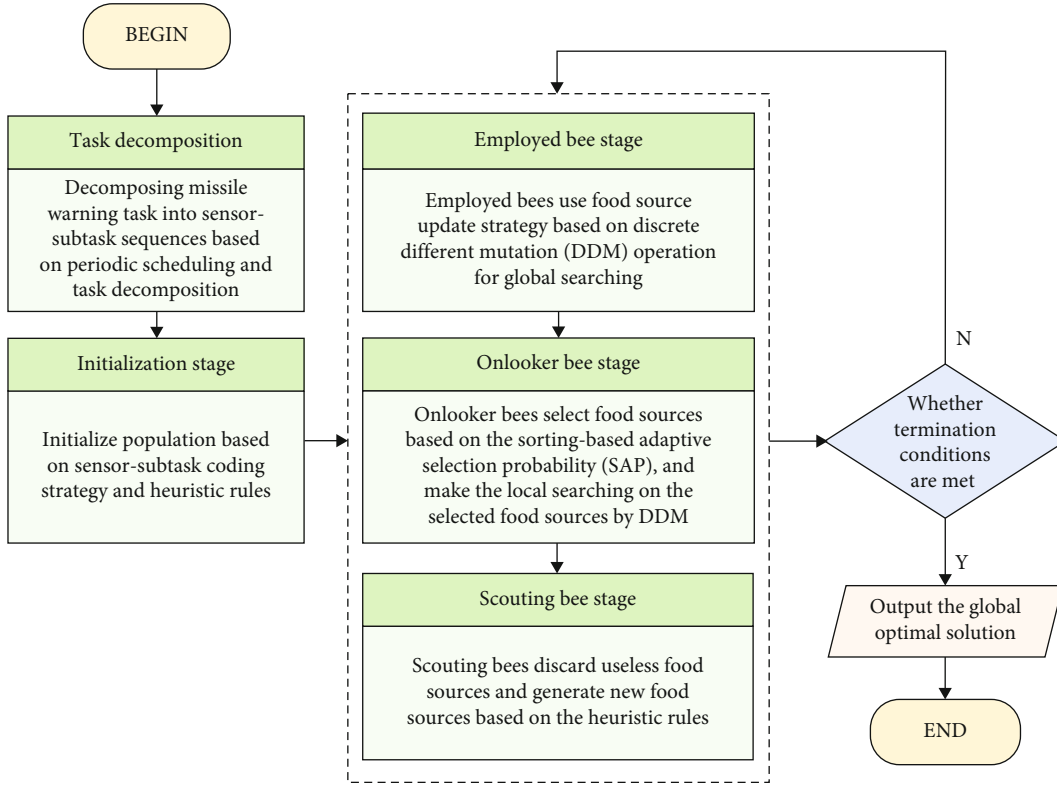 BEGIN
Task decomposition
Decomposing missile
warning task into sensor-
subtask sequences based
on periodic scheduling and
task decomposition
Initialization stage
Initialize population based
on sensor-subtask coding
strategy and heuristic rules
Employed bee stage
Employed bees use food source
update strategy based on discrete
different mutation (DDM) operation
for global searching
Onlooker bee stage
Onlooker bees select food sources
based on the sorting-based adaptive
selection probability (SAP), and
make the local searching on the
selected food sources by DDM
Scouting bee stage
Scouting bees discard useless food
sources and generate new food
sources based on the heuristic rules
N
Whether
termination
conditions
are met
Y
Output the global
optimal solution
END